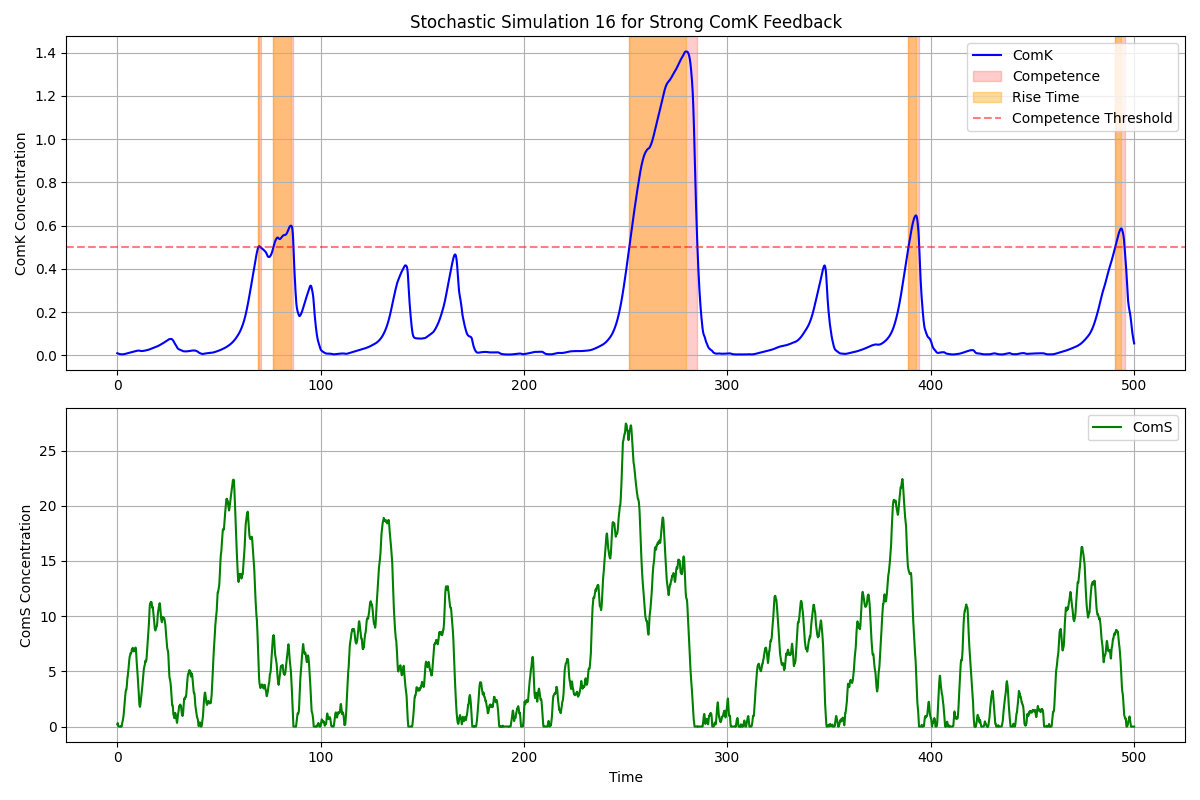 Stochastic Simulation 16 for Strong ComK Feedback
ComK Concentration
1.4
1.2
1.0
0.8
0.6
0.4
0.2
0.0
0 100 200 300 400 500
ComK
Competence
Rise Time
Competence Threshold
ComS Concentration
25
20
15
10
5
0
0 100 200 300 400 500
ComS
Time